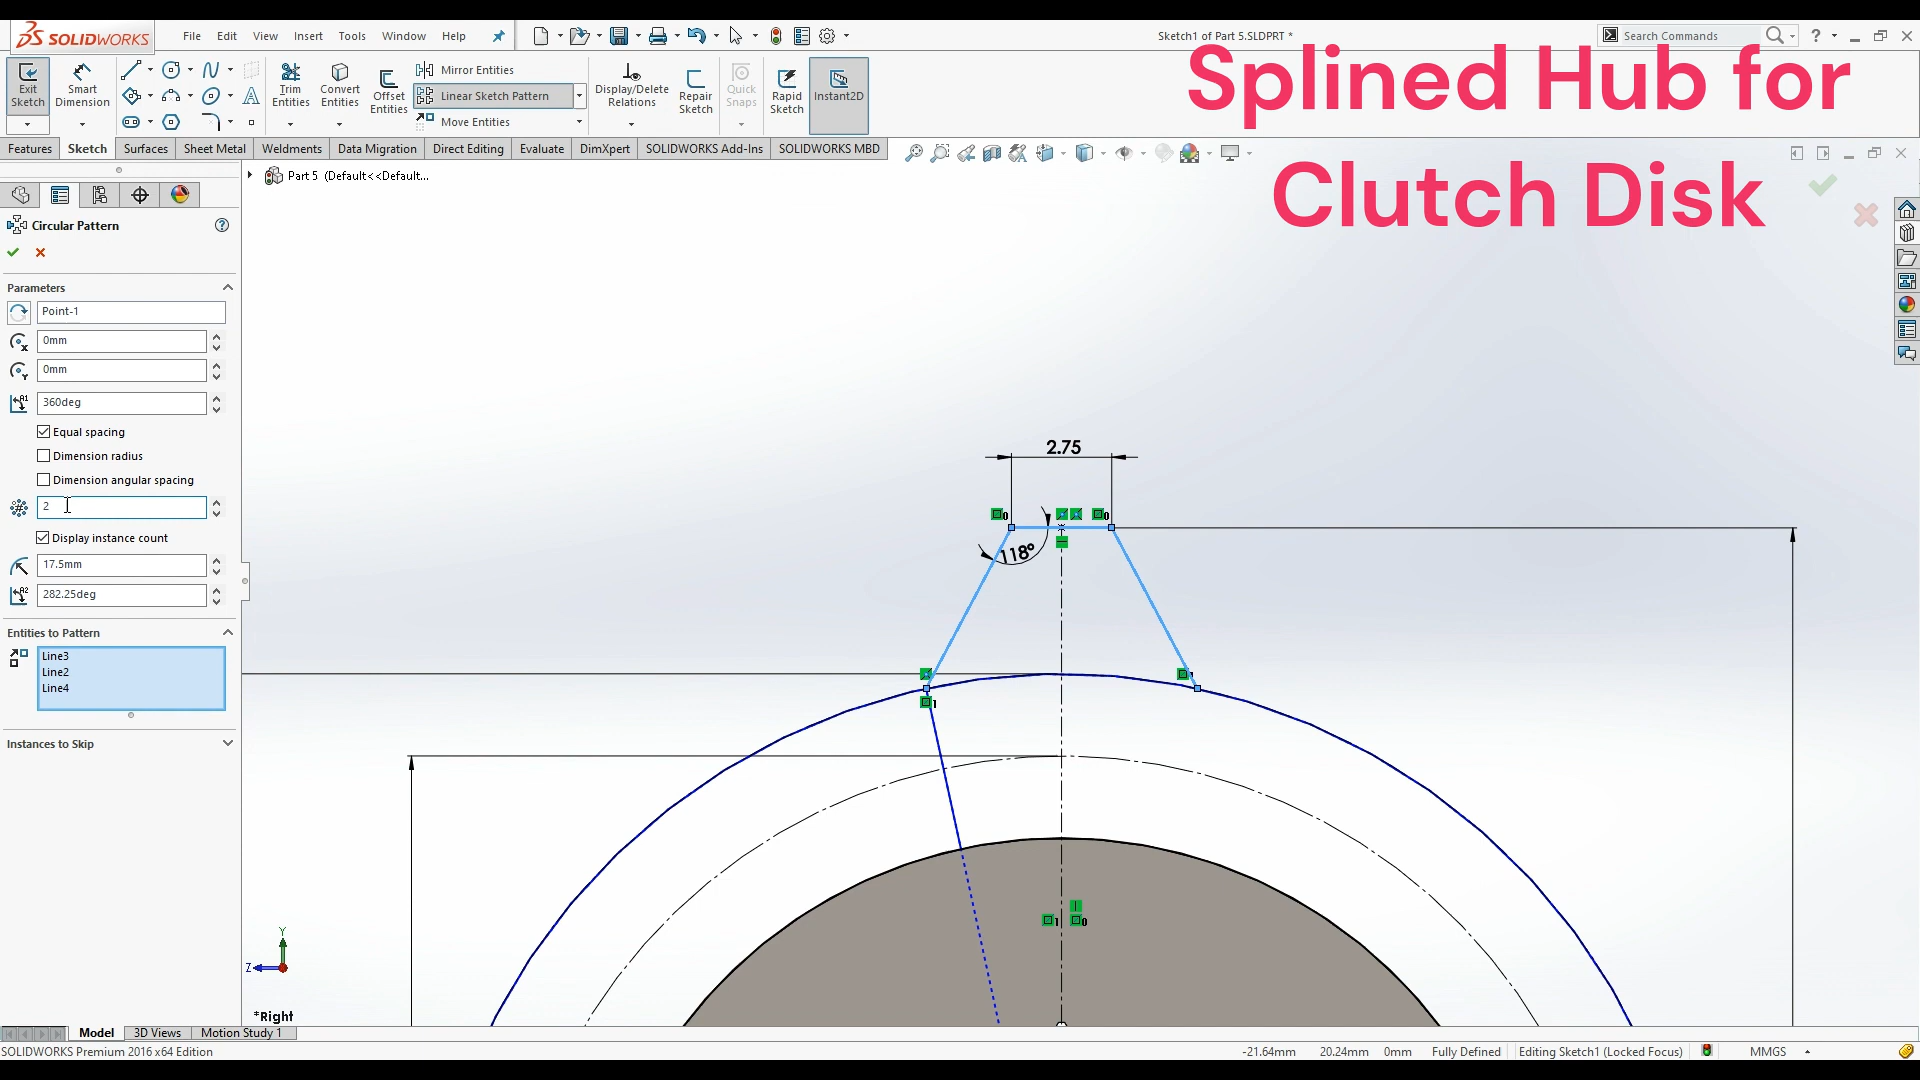 SOLIDWORKS
File Edit View Insert Tools Window Help
Sketch1 of Part 5.SLDPRT *
Search Commands
Splined Hub for
Clutch Disk
Exit Sketch
Smart Dimension
Trim Entities
Convert Entities
Offset Entities
Mirror Entities
Linear Sketch Pattern
Move Entities
Display/Delete Relations
Repair Sketch
Quick Snaps
Rapid Sketch
Instant2D
Features Sketch Surfaces Sheet Metal Weldments Data Migration Direct Editing Evaluate DimXpert SOLIDWORKS Add-Ins SOLIDWORKS MBD
Part 5 (Default<<Default...
Circular Pattern
Parameters
Point-1
0mm
0mm
360deg
Equal spacing
Dimension radius
Dimension angular spacing
2
Display instance count
17.5mm
282.25deg
Entities to Pattern
Line3
Line2
Line4
Instances to Skip
2.75
118°
Y
Z
*Right
Model 3D Views Motion Study 1
SOLIDWORKS Premium 2016 x64 Edition
-21.64mm 20.24mm 0mm Fully Defined Editing Sketch1 (Locked Focus) MMGS